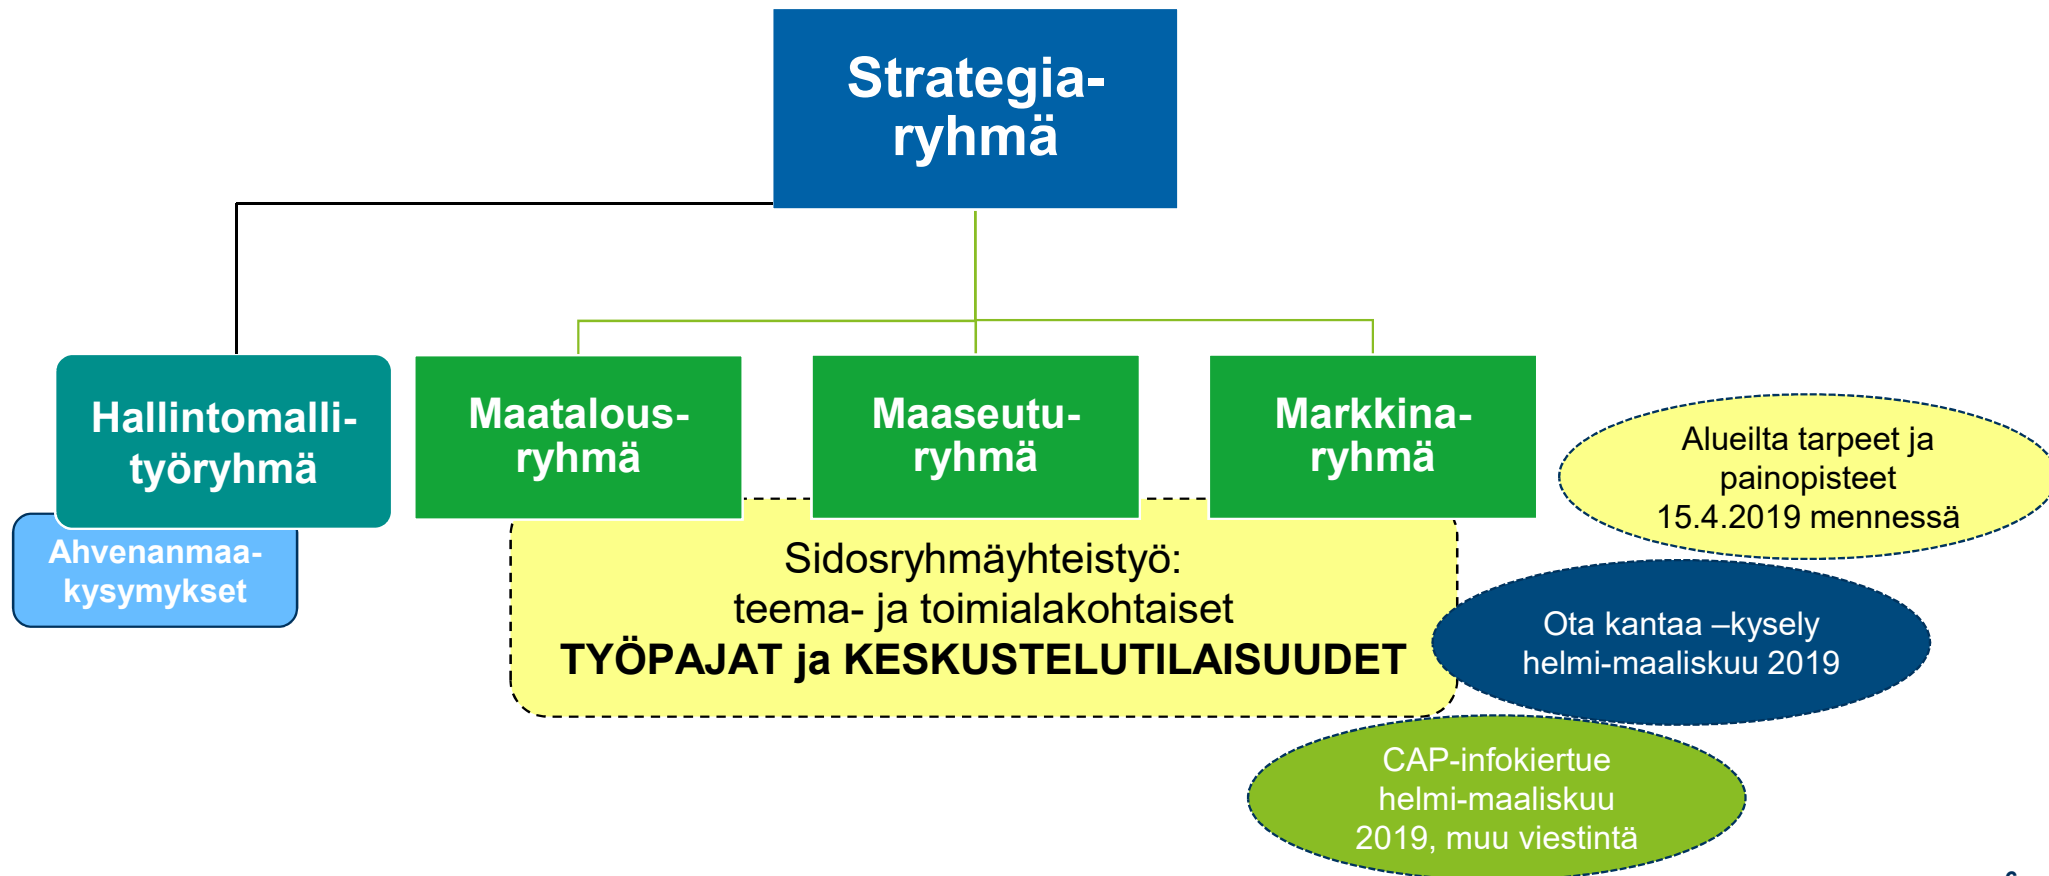 Strategia-
ryhmä
Hallintomalli-
työryhmä
Maatalous-
ryhmä
Maaseutu-
ryhmä
Markkina-
ryhmä
Ahvenanmaa-
kysymykset
Sidosryhmäyhteistyö:
teema- ja toimialakohtaiset
TYÖPAJAT ja KESKUSTELUTILAISUUDET
Alueilta tarpeet ja
painopisteet
15.4.2019 mennessä
Ota kantaa –kysely
helmi-maaliskuu 2019
CAP-infokiertue
helmi-maaliskuu
2019, muu viestintä